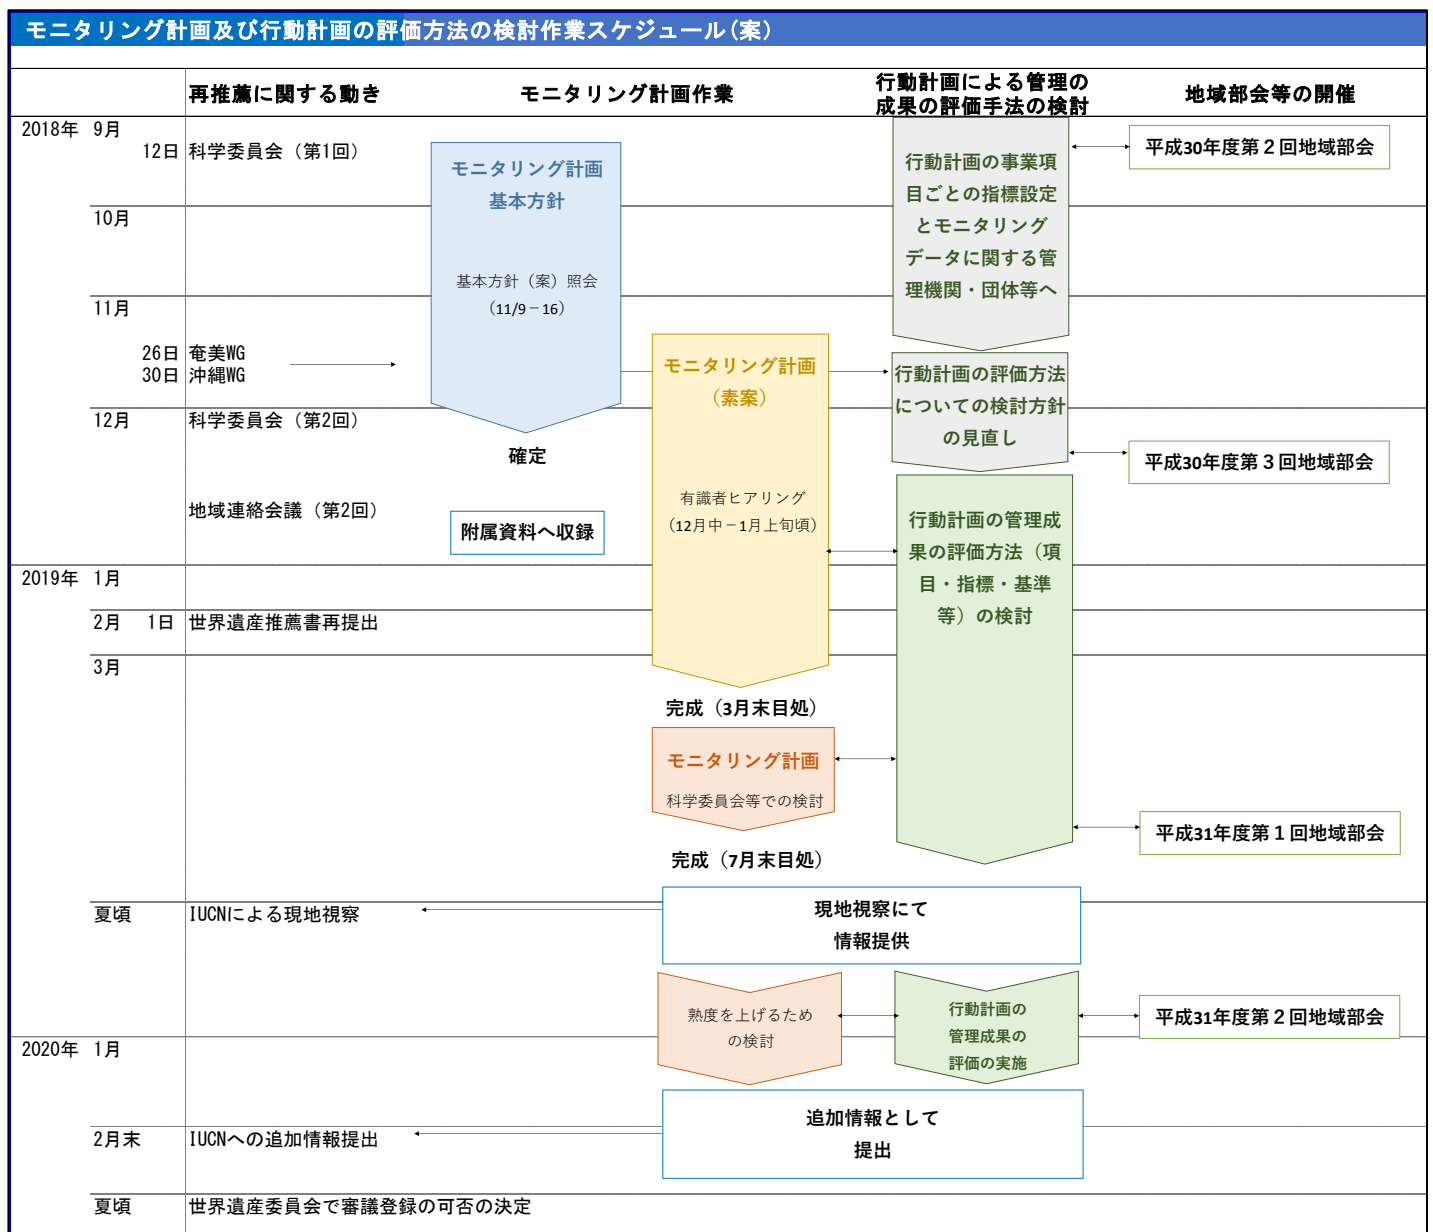 モニタリング計画及び行動計画の評価方法の検討作業スケジュール(案)
再推薦に関する動き
モニタリング計画作業
行動計画による管理の
成果の評価手法の検討
地域部会等の開催
2018年 9月
12日 科学委員会（第1回）
モニタリング計画
基本方針
行動計画の事業項
目ごとの指標設定
とモニタリング
データに関する管
理機関・団体等へ
平成30年度第２回地域部会
10月
基本方針（案）照会
（11/9－16）
11月
26日 奄美WG
30日 沖縄WG
モニタリング計画
（素案）
行動計画の評価方法
についての検討方針
の見直し
12月 科学委員会（第2回）
確定
平成30年度第３回地域部会
地域連絡会議（第2回）
附属資料へ収録
有識者ヒアリング
（12月中－1月上旬頃）
行動計画の管理成
果の評価方法（項
目・指標・基準
等）の検討
2019年 1月
2月 1日 世界遺産推薦書再提出
3月
完成（3月末目処）
モニタリング計画
科学委員会等での検討
平成31年度第１回地域部会
完成（7月末目処）
夏頃 IUCNによる現地視察
現地視察にて
情報提供
熟度を上げるため
の検討
行動計画の
管理成果の
評価の実施
平成31年度第２回地域部会
2020年 1月
追加情報として
提出
2月末 IUCNへの追加情報提出
夏頃 世界遺産委員会で審議登録の可否の決定